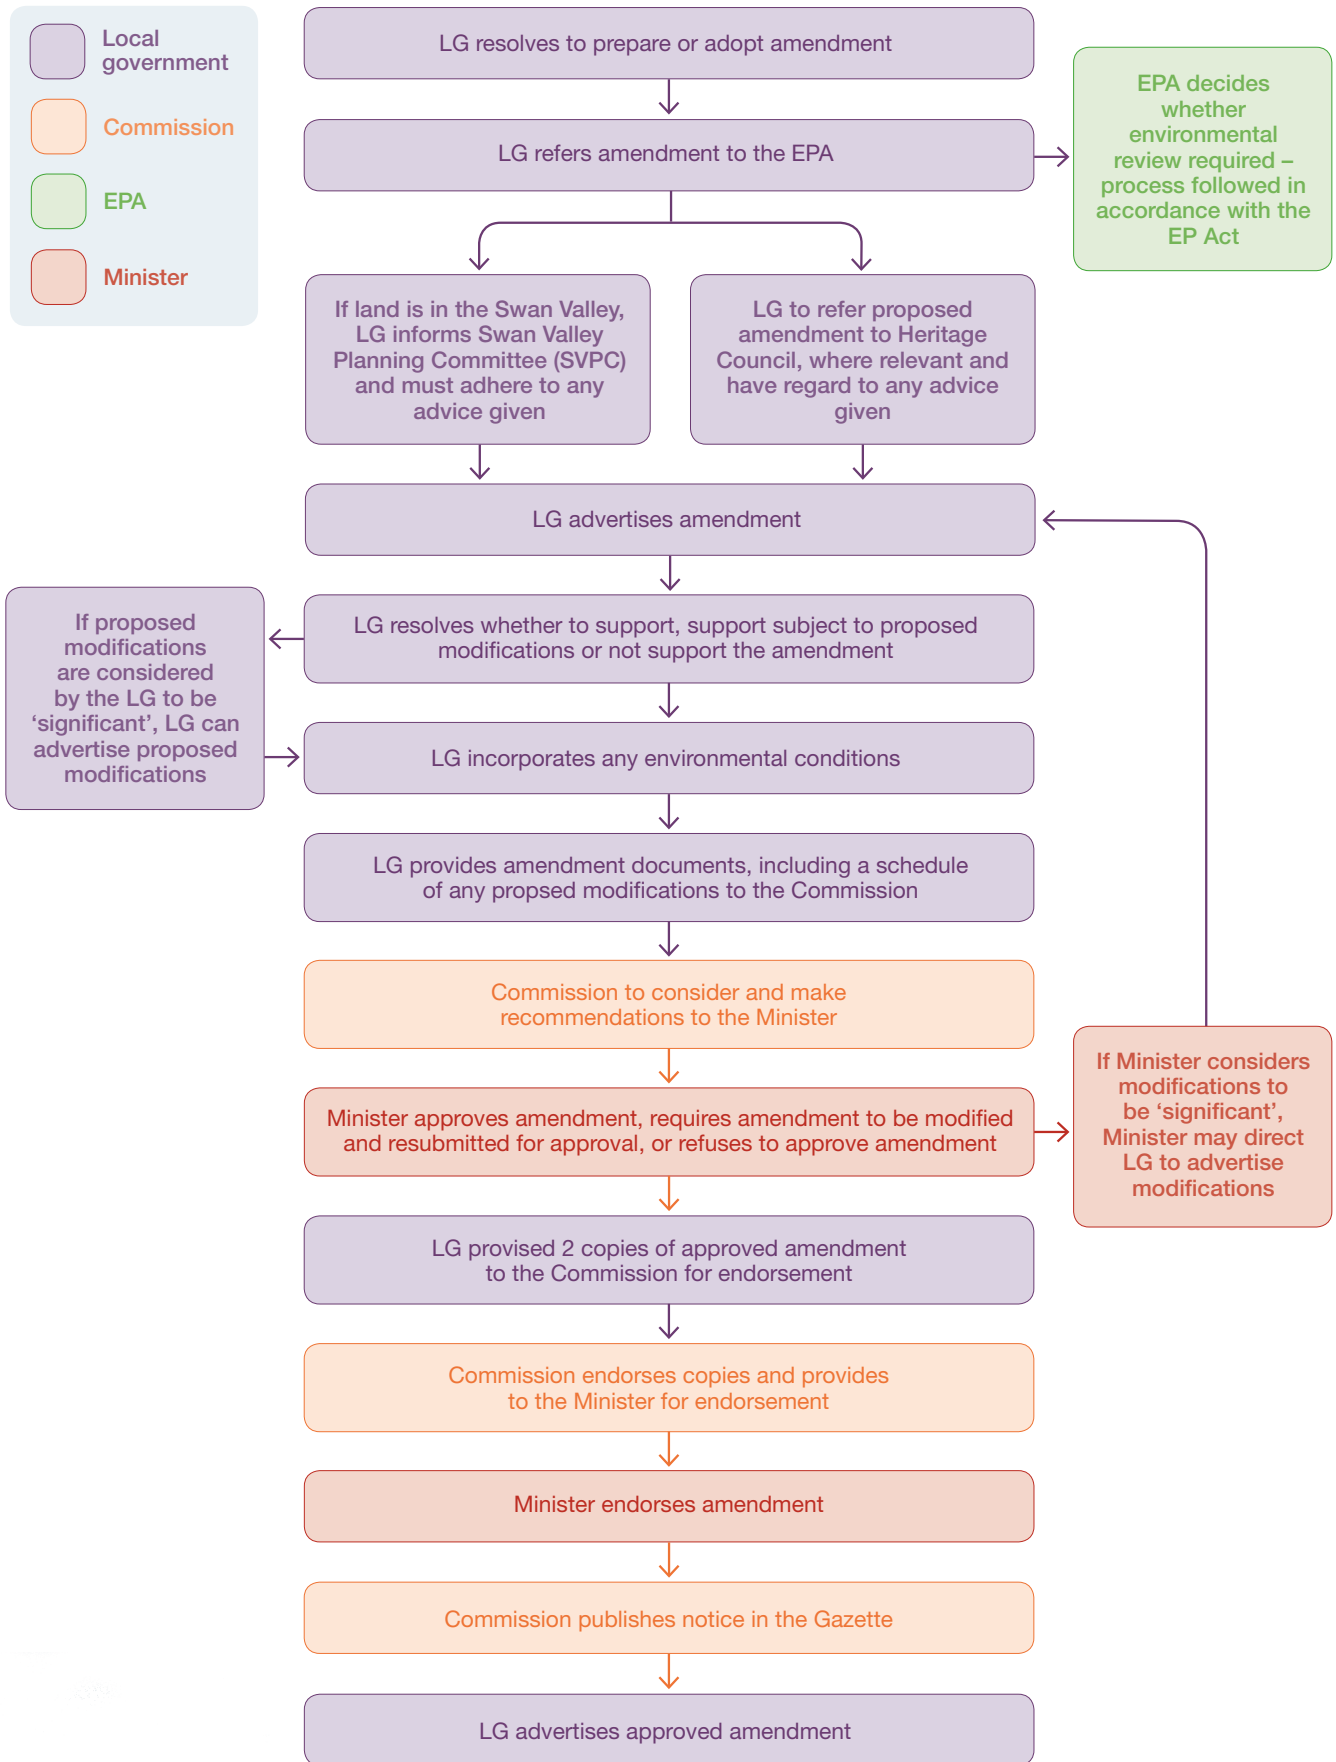 Local
government
Commission
EPA
Minister
LG resolves to prepare or adopt amendment
LG refers amendment to the EPA
EPA decides
whether
environmental
review required –
process followed in
accordance with the
EP Act
If land is in the Swan Valley,
LG informs Swan Valley
Planning Committee (SVPC)
and must adhere to any
advice given
LG to refer proposed
amendment to Heritage
Council, where relevant and
have regard to any advice
given
LG advertises amendment
LG resolves whether to support, support subject to proposed
modifications or not support the amendment
If proposed
modifications
are considered
by the LG to be
‘significant’, LG can
advertise proposed
modifications
LG incorporates any environmental conditions
LG provides amendment documents, including a schedule
of any propsed modifications to the Commission
Commission to consider and make
recommendations to the Minister
Minister approves amendment, requires amendment to be modified
and resubmitted for approval, or refuses to approve amendment
If Minister considers
modifications to
be ‘significant’,
Minister may direct
LG to advertise
modifications
LG provised 2 copies of approved amendment
to the Commission for endorsement
Commission endorses copies and provides
to the Minister for endorsement
Minister endorses amendment
Commission publishes notice in the Gazette
LG advertises approved amendment